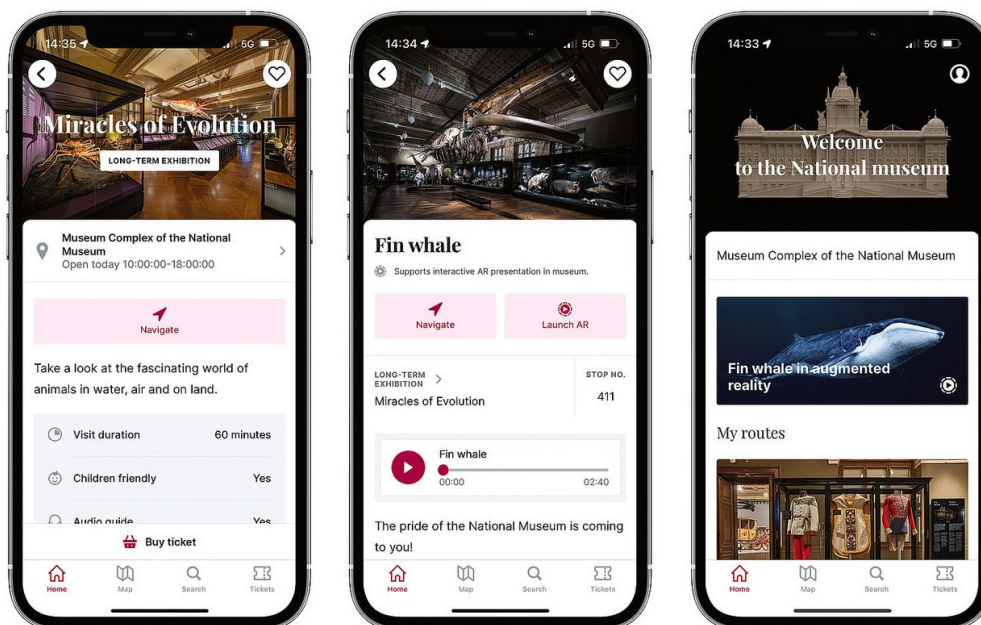 14:35
5G
Miracles of Evolution
LONG-TERM EXHIBITION
Museum Complex of the National
Museum
Open today 10:00:00-18:00:00
Navigate
Take a look at the fascinating world of
animals in water, air and on land.
Visit duration 60 minutes
Children friendly Yes
Audio guide Yes
Buy ticket
Home Map Search Tickets
14:34
5G
Fin whale
Supports interactive AR presentation in museum.
Navigate
Launch AR
LONG-TERM
EXHIBITION
Miracles of Evolution
STOP NO.
411
Fin whale
00:00 02:40
The pride of the National Museum is coming
to you!
Home Map Search Tickets
14:33
5G
Welcome
to the National museum
Museum Complex of the National Museum
Fin whale in augmented
reality
My routes
Home Map Search Tickets